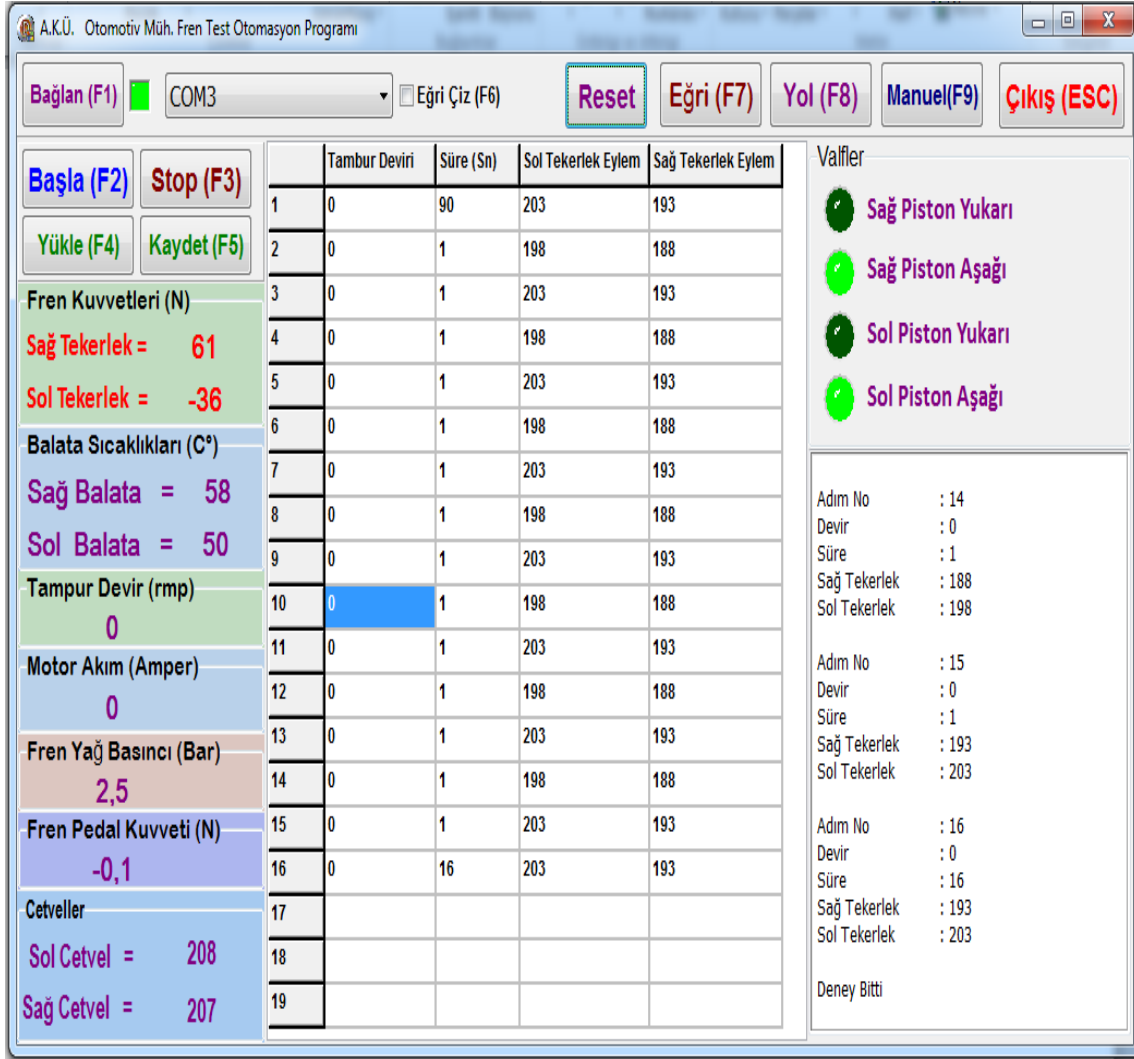 A.K.Ü. Otomotiv Müh. Fren Test Otomasyon Programı
Bağlan (F1) COM3 Eğri Çiz (F6) Reset Eğri (F7) Yol (F8) Manuel(F9) Çıkış (ESC)
Başla (F2) Stop (F3)
Yükle (F4) Kaydet (F5)
Fren Kuvvetleri (N)
Sağ Tekerlek = 61
Sol Tekerlek = -36
Balata Sıcaklıkları (C°)
Sağ Balata = 58
Sol Balata = 50
Tampur Devir (rmp)
0
Motor Akım (Amper)
0
Fren Yağ Basıncı (Bar)
2,5
Fren Pedal Kuvveti (N)
-0,1
Cetveller
Sol Cetvel = 208
Sağ Cetvel = 207
Tambur Deviri Süre (Sn) Sol Tekerlek Eylem Sağ Tekerlek Eylem
1 0 90 203 193
2 0 1 198 188
3 0 1 203 193
4 0 1 198 188
5 0 1 203 193
6 0 1 198 188
7 0 1 203 193
8 0 1 198 188
9 0 1 203 193
10 0 1 198 188
11 0 1 203 193
12 0 1 198 188
13 0 1 203 193
14 0 1 198 188
15 0 1 203 193
16 0 16 203 193
17
18
19
Valfler
Sağ Piston Yukarı
Sağ Piston Aşağı
Sol Piston Yukarı
Sol Piston Aşağı
Adım No : 14
Devir : 0
Süre : 1
Sağ Tekerlek : 188
Sol Tekerlek : 198
Adım No : 15
Devir : 0
Süre : 1
Sağ Tekerlek : 193
Sol Tekerlek : 203
Adım No : 16
Devir : 0
Süre : 16
Sağ Tekerlek : 193
Sol Tekerlek : 203
Deney Bitti